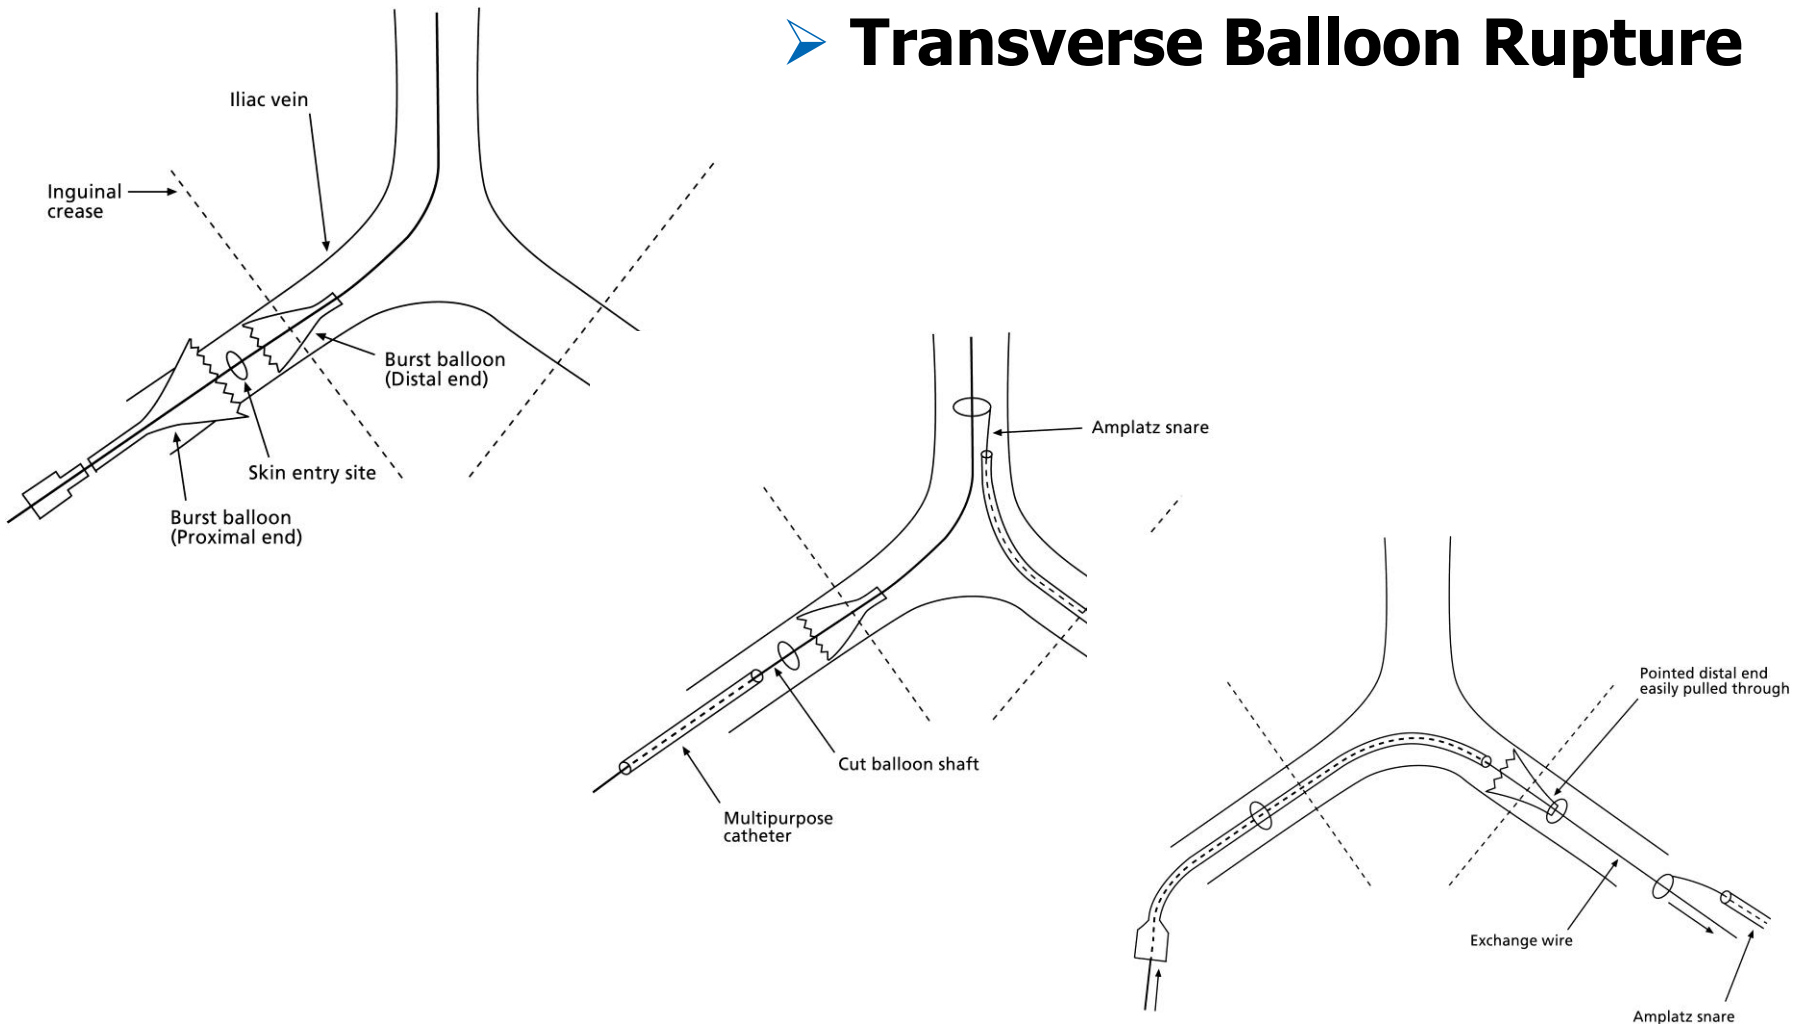 Transverse Balloon Rupture
Iliac vein
Inguinal
crease
Burst balloon
(Distal end)
Skin entry site
Burst balloon
(Proximal end)
Amplatz snare
Cut balloon shaft
Multipurpose
catheter
Pointed distal end
easily pulled through
Exchange wire
Amplatz snare